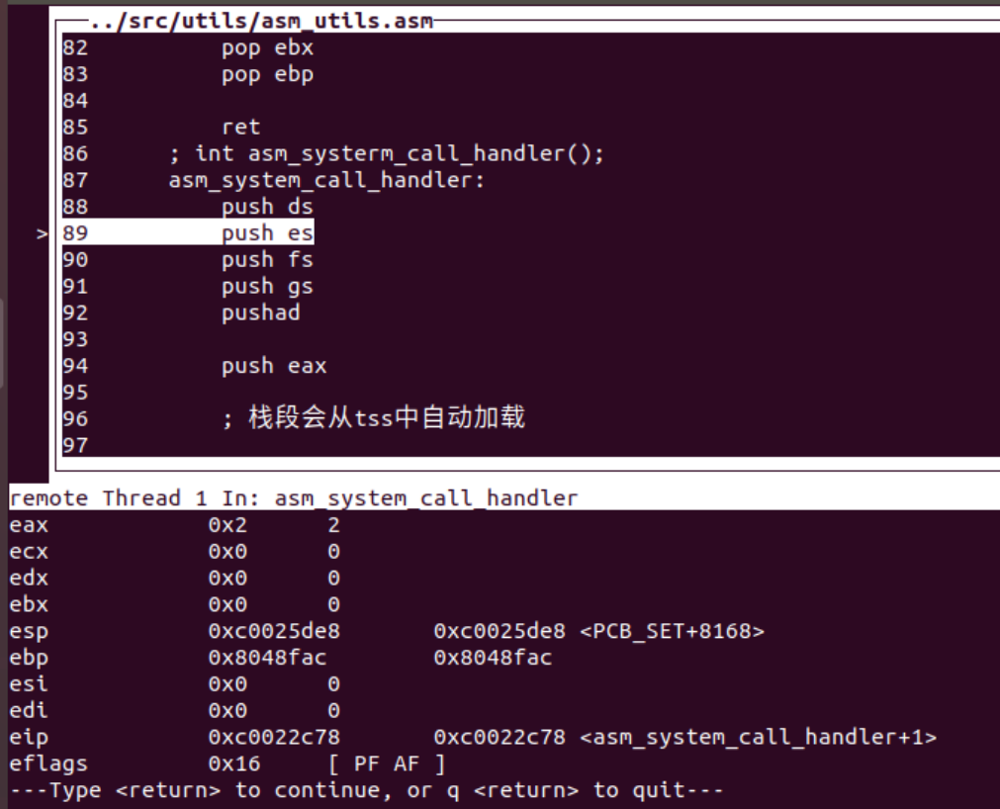 ../src/utils/asm_utils.asm
82 pop ebx
83 pop ebp
84
85 ret
86 ; int asm_systerm_call_handler();
87 asm_system_call_handler:
88 push ds
>89 push es
90 push fs
91 push gs
92 pushad
93
94 push eax
95
96 ; 栈段会从tss中自动加载
97
remote Thread 1 In: asm_system_call_handler
eax 0x2 2
ecx 0x0 0
edx 0x0 0
ebx 0x0 0
esp 0xc0025de8 0xc0025de8 <PCB_SET+8168>
ebp 0x8048fac 0x8048fac
esi 0x0 0
edi 0x0 0
eip 0xc0022c78 0xc0022c78 <asm_system_call_handler+1>
eflags 0x16 [ PF AF ]
---Type <return> to continue, or q <return> to quit---